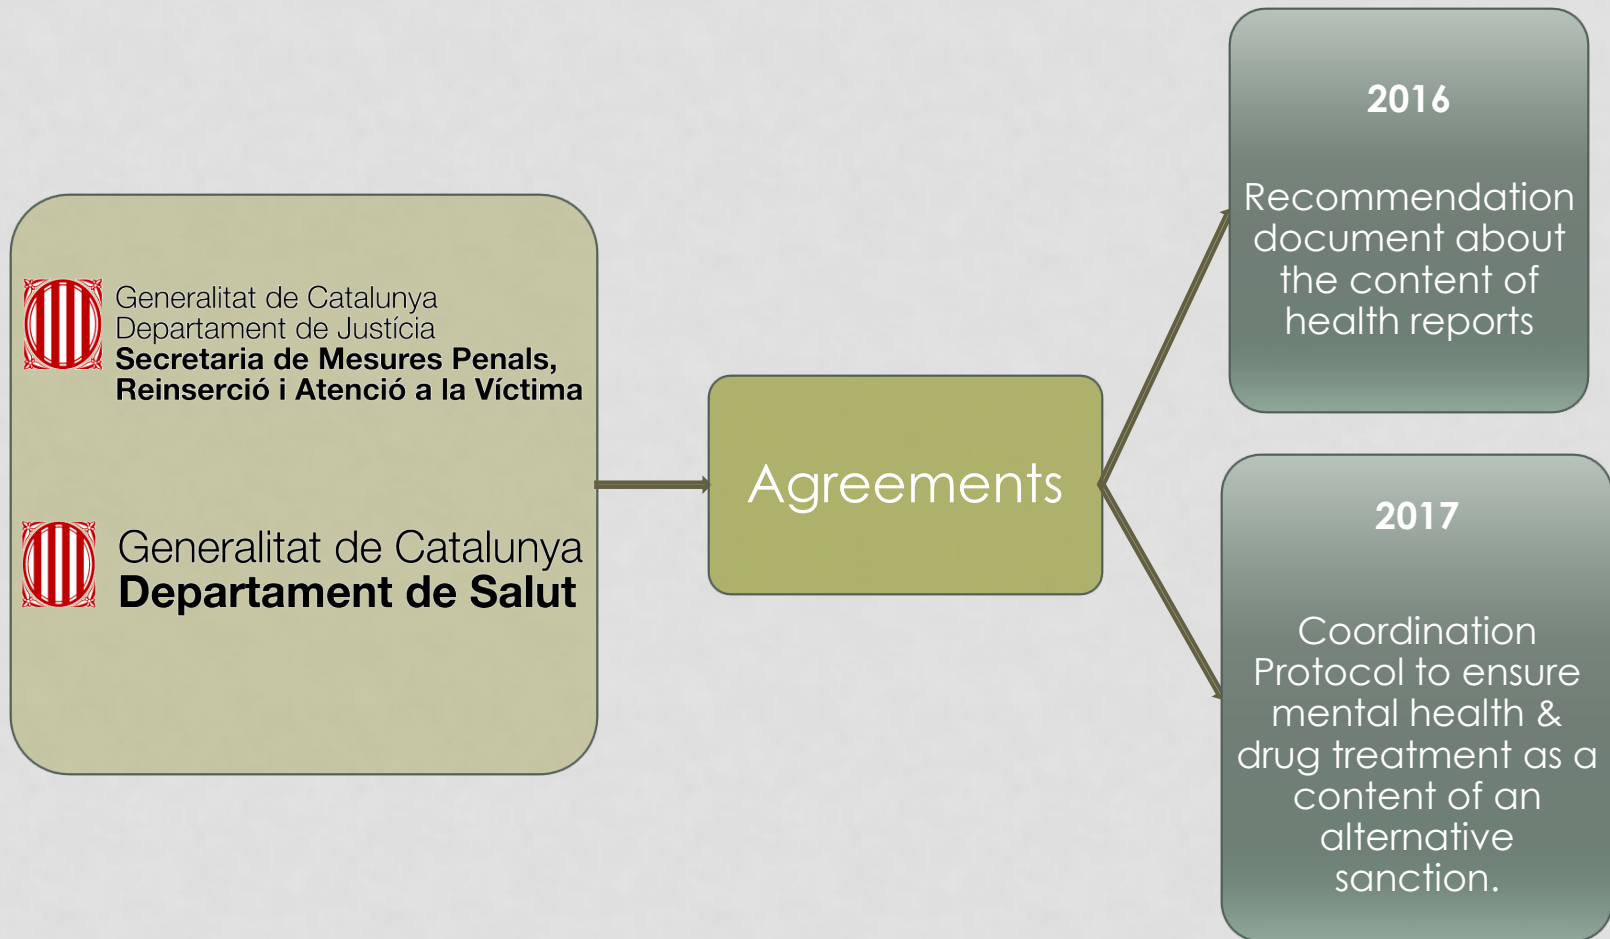 Generalitat de Catalunya
Departament de Justícia
Secretaria de Mesures Penals,
Reinserció i Atenció a la Víctima
Generalitat de Catalunya
Departament de Salut
Agreements
2016
Recommendation
document about
the content of
health reports
2017
Coordination
Protocol to ensure
mental health &
drug treatment as a
content of an
alternative
sanction.